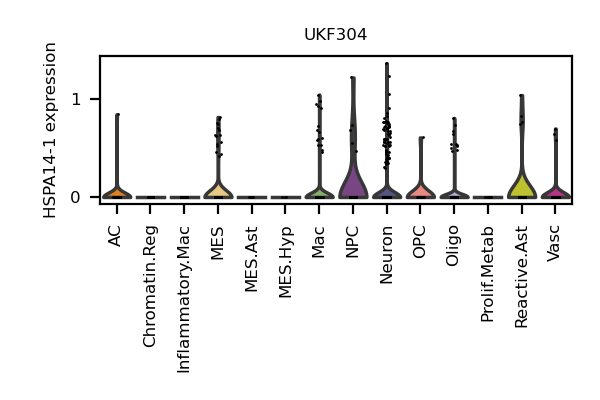 UKF304
HSPA14-1 expression
1
0
AC
Chromatin.Reg
Inflammatory.Mac
MES
MES.Ast
MES.Hyp
Mac
NPC
Neuron
OPC
Oligo
Prolif.Metab
Reactive.Ast
Vasc